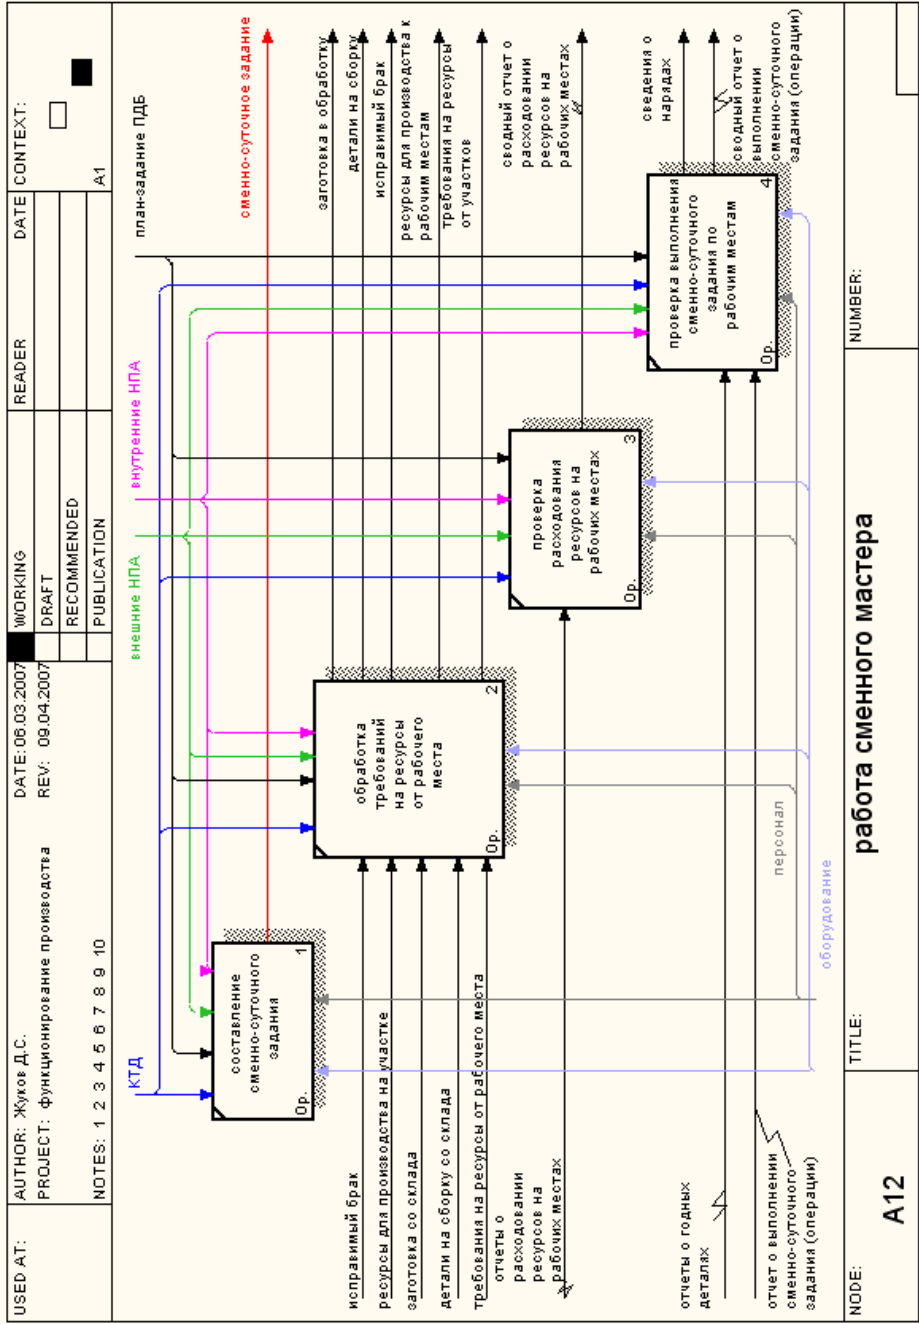 USED AT:
AUTHOR: Жуков Д.С.
PROJECT: функционирование производства
NOTES: 1 2 3 4 5 6 7 8 9 10
DATE: 06.03.2007
REV: 09.04.2007
WORKING
DRAFT
RECOMMENDED
PUBLICATION
READER
DATE
CONTEXT:
A1
КТД
внешние НПА
внутренние НПА
план-задание ПДБ
составление
сменно-суточного
задания
0р.
1
сменно-суточное задание
обработка
требований
на ресурсы
от рабочего
места
0р.
2
заготовка в обработку
детали на сборку
исправимый брак
ресурсы для производства к
рабочим местам
требования на ресурсы
от участков
исправимый брак
ресурсы для производства на участке
заготовка со склада
детали на сборку со склада
требования на ресурсы от рабочего места
отчеты о
расходовании
ресурсов на
рабочих местах
проверка
расходования
ресурсов на
рабочих местах
0р.
3
сводный отчет о
расходовании
ресурсов на
рабочих местах
проверка выполнения
сменно-суточного
задания по
рабочим местам
0р.
4
сведения о
нарядах
сводный отчет о
выполнении
сменно-суточного
задания (операции)
отчеты о годных
деталях
отчет о выполнении
сменно-суточного
задания (операции)
персонал
оборудование
NODE:
A12
TITLE:
работа сменного мастера
NUMBER: